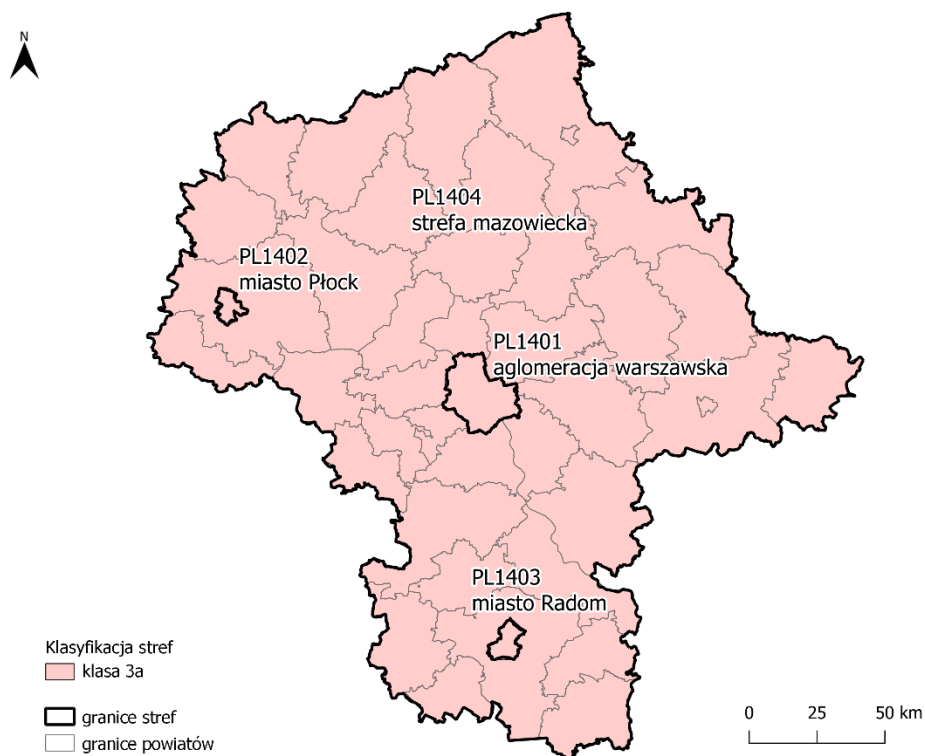 N
PL1404
strefa mazowiecka
PL1402
miasto Płock
PL1401
aglomeracja warszawska
PL1403
miasto Radom
Klasyfikacja stref
klasa 3a
granice stref
granice powiatów
0 25 50 km